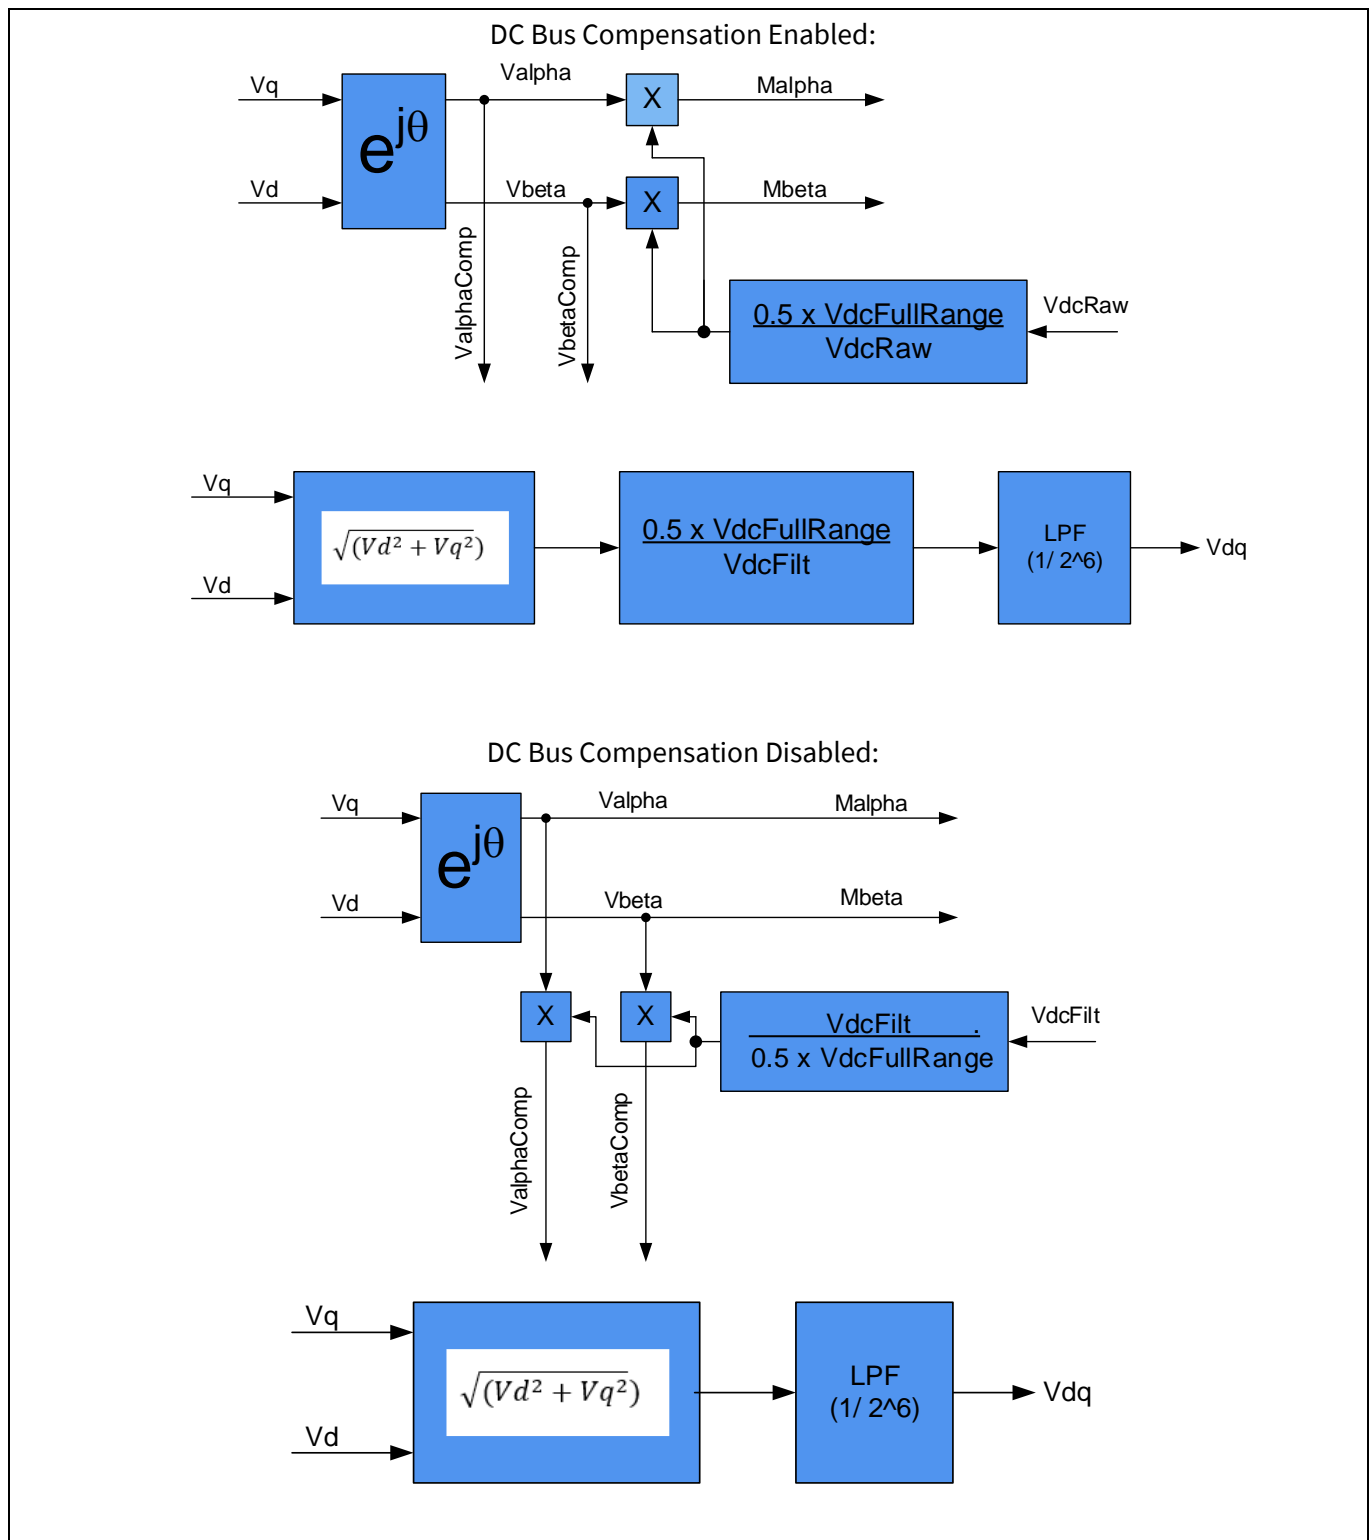 DC Bus Compensation Enabled:
Vq
Valpha
X
Malpha
e^jθ
Vd
Vbeta
X
Mbeta
ValphaComp
VbetaComp
0.5 x VdcFullRange
VdcRaw
VdcRaw
Vq
Vd
√(Vd² + Vq²)
0.5 x VdcFullRange
VdcFilt
LPF
(1/ 2^6)
Vdq
DC Bus Compensation Disabled:
Vq
Valpha
Malpha
e^jθ
Vd
Vbeta
Mbeta
X
X
VdcFilt .
0.5 x VdcFullRange
VdcFilt
ValphaComp
VbetaComp
Vq
Vd
√(Vd² + Vq²)
LPF
(1/ 2^6)
Vdq